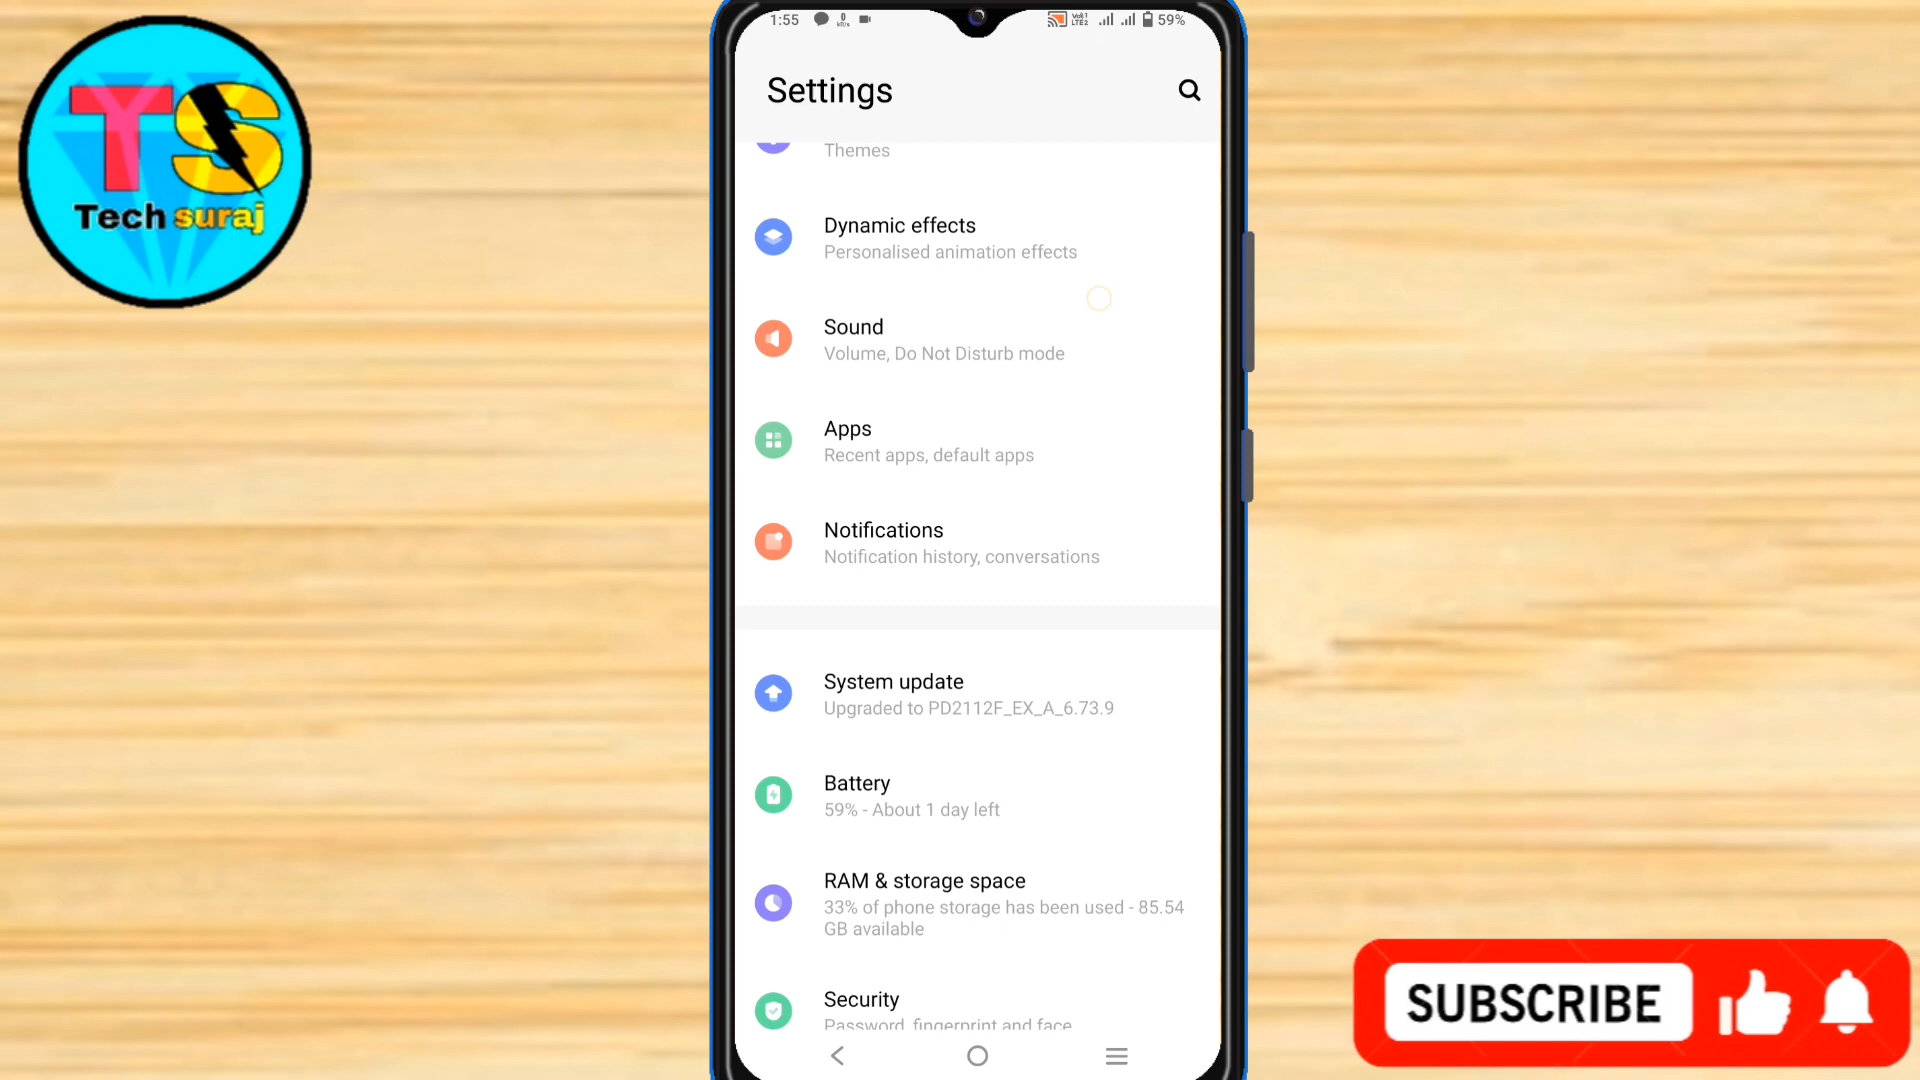 1:55
0
KB/s
59%
Settings
Themes
Dynamic effects
Personalised animation effects
Sound
Volume, Do Not Disturb mode
Apps
Recent apps, default apps
Notifications
Notification history, conversations
System update
Upgraded to PD2112F_EX_A_6.73.9
Battery
59% - About 1 day left
RAM & storage space
33% of phone storage has been used - 85.54
GB available
Security
Password, fingerprint and face
TS
Tech suraj
SUBSCRIBE